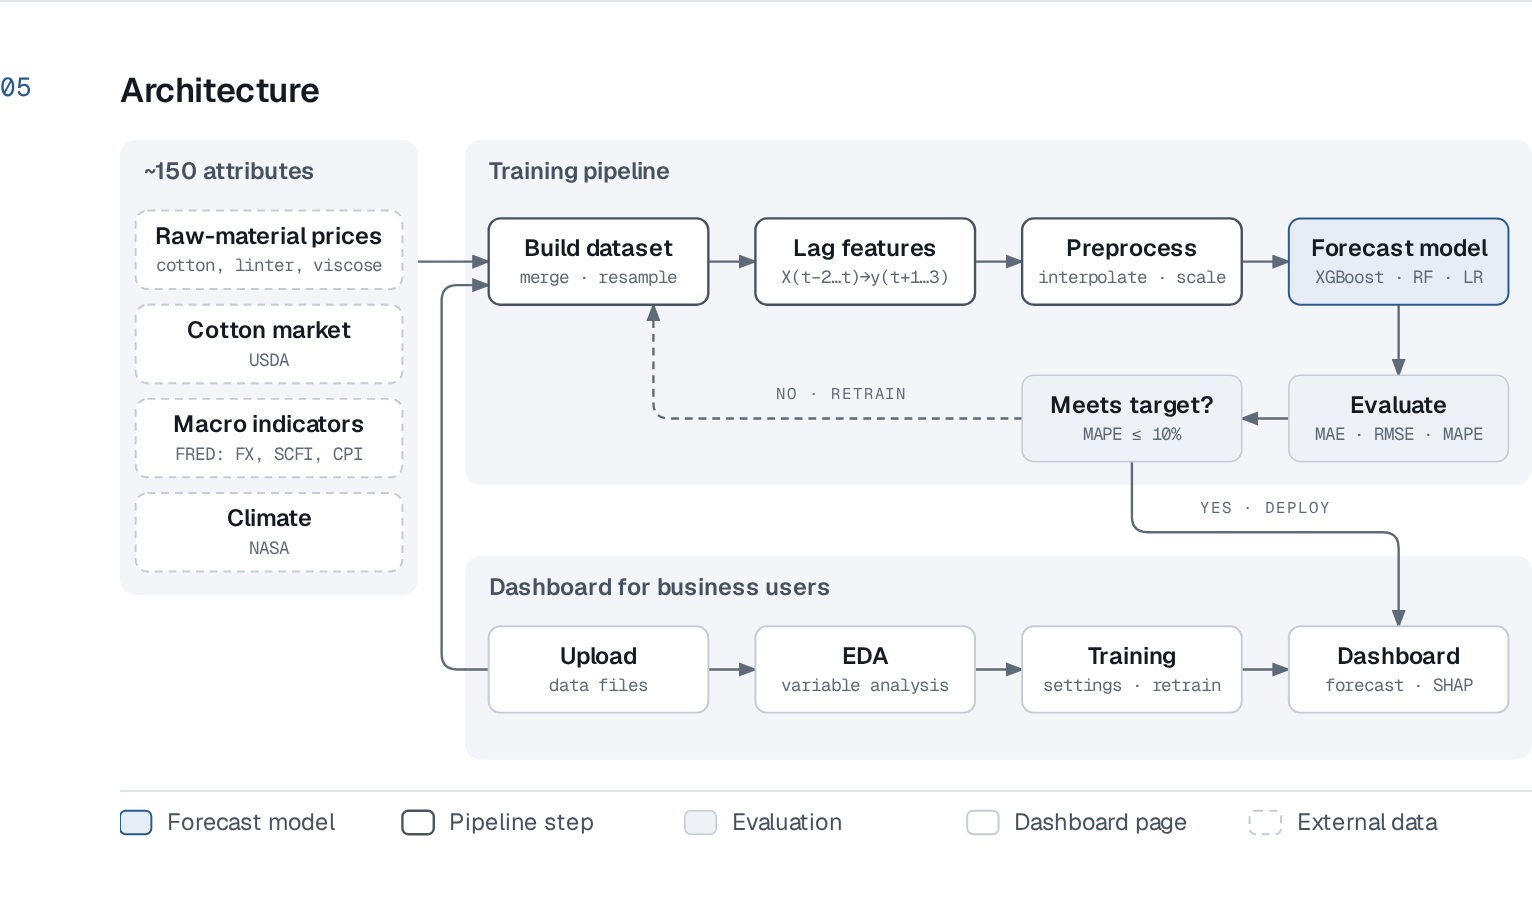 05
Architecture
~150 attributes
Raw-material prices
cotton, linter, viscose
Cotton market
USDA
Macro indicators
FRED: FX, SCFI, CPI
Climate
NASA
Training pipeline
Build dataset
merge · resample
Lag features
X(t−2…t)→y(t+1…3)
Preprocess
interpolate · scale
Forecast model
XGBoost · RF · LR
NO · RETRAIN
Meets target?
MAPE ≤ 10%
Evaluate
MAE · RMSE · MAPE
YES · DEPLOY
Dashboard for business users
Upload
data files
EDA
variable analysis
Training
settings · retrain
Dashboard
forecast · SHAP
Forecast model
Pipeline step
Evaluation
Dashboard page
External data